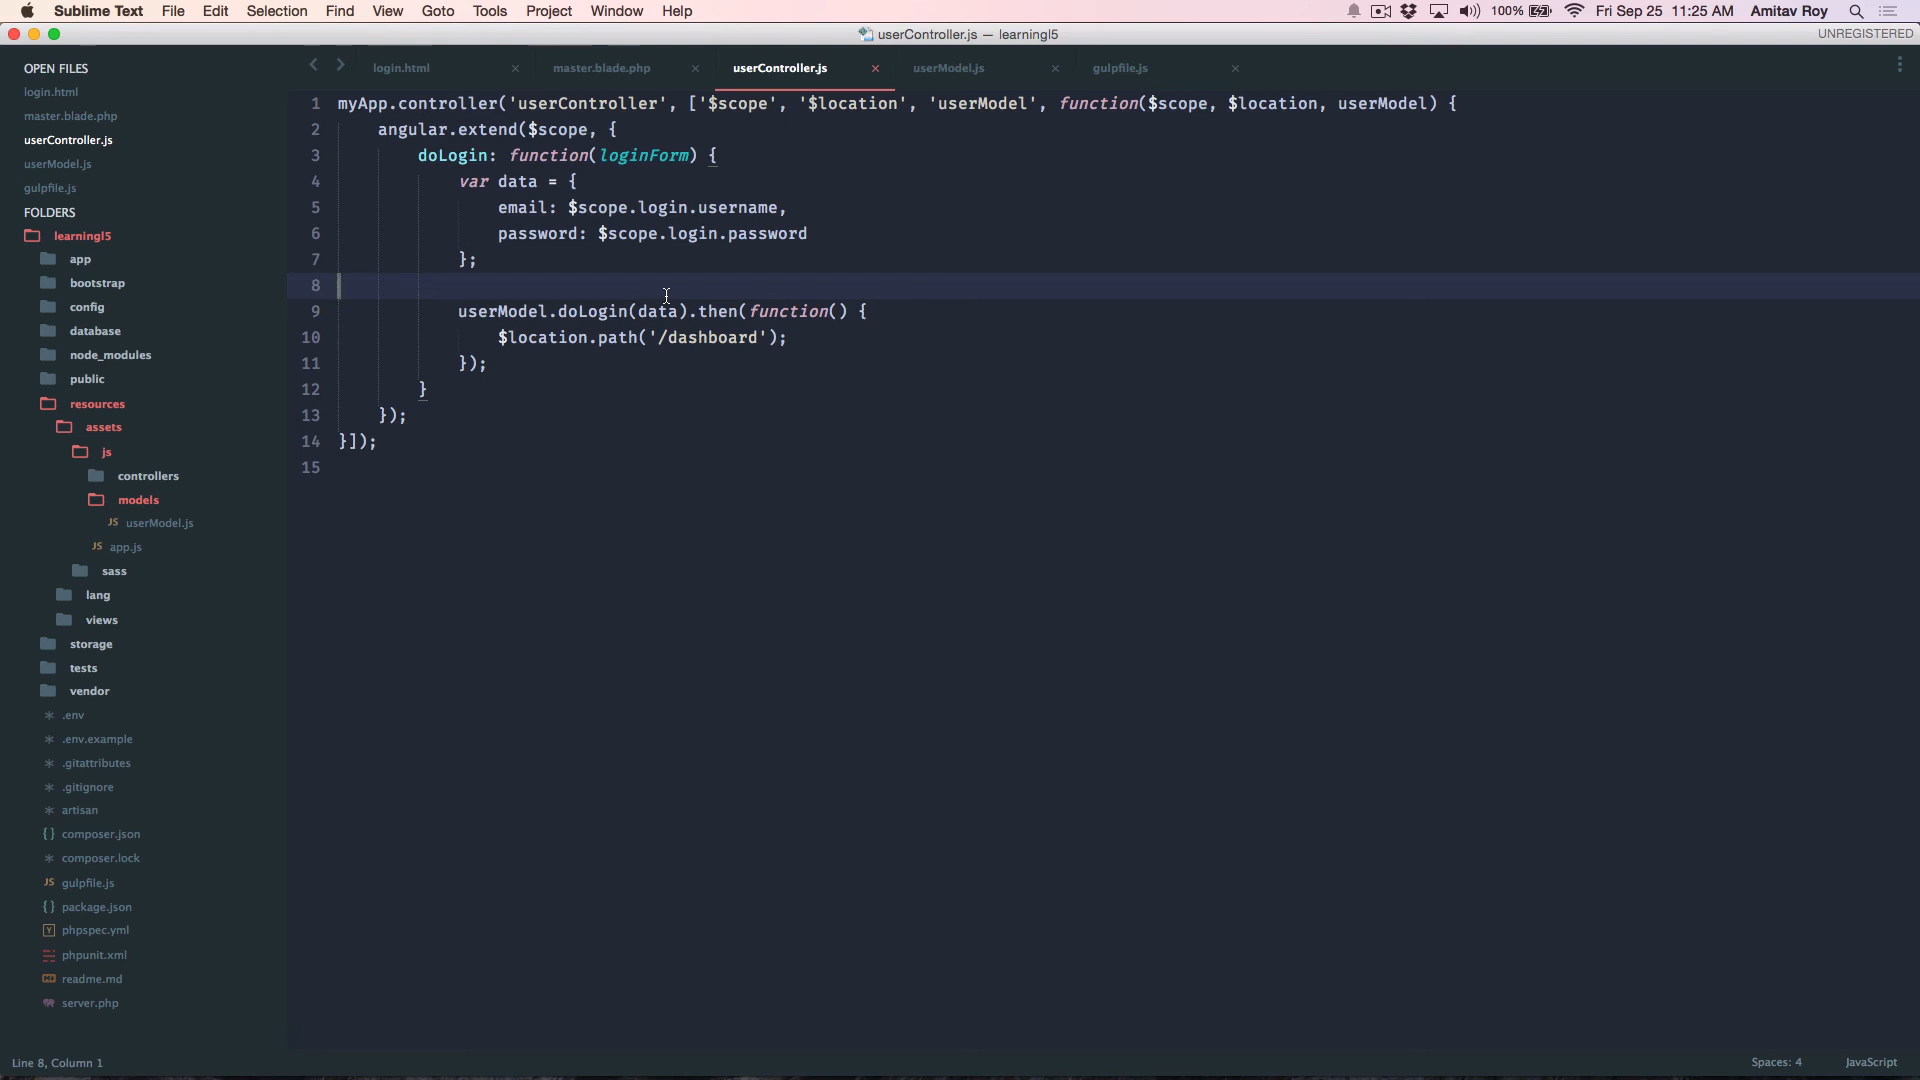 Sublime Text File Edit Selection Find View Goto Tools Project Window Help 100% Fri Sep 25 11:25 AM Amitav Roy
userController.js — learningl5 UNREGISTERED
OPEN FILES
login.html
master.blade.php
userController.js
userModel.js
gulpfile.js
FOLDERS
learningl5
app
bootstrap
config
database
node_modules
public
resources
assets
js
controllers
models
JS userModel.js
JS app.js
sass
lang
views
storage
tests
vendor
.env
.env.example
.gitattributes
.gitignore
artisan
{} composer.json
composer.lock
JS gulpfile.js
{} package.json
Y phpspec.yml
phpunit.xml
readme.md
server.php
login.html × master.blade.php × userController.js × userModel.js × gulpfile.js ×
1 myApp.controller('userController', ['$scope', '$location', 'userModel', function($scope, $location, userModel) {
2 angular.extend($scope, {
3 doLogin: function(loginForm) {
4 var data = {
5 email: $scope.login.username,
6 password: $scope.login.password
7 };
8
9 userModel.doLogin(data).then(function() {
10 $location.path('/dashboard');
11 });
12 }
13 });
14 }]);
15
Line 8, Column 1 Spaces: 4 JavaScript